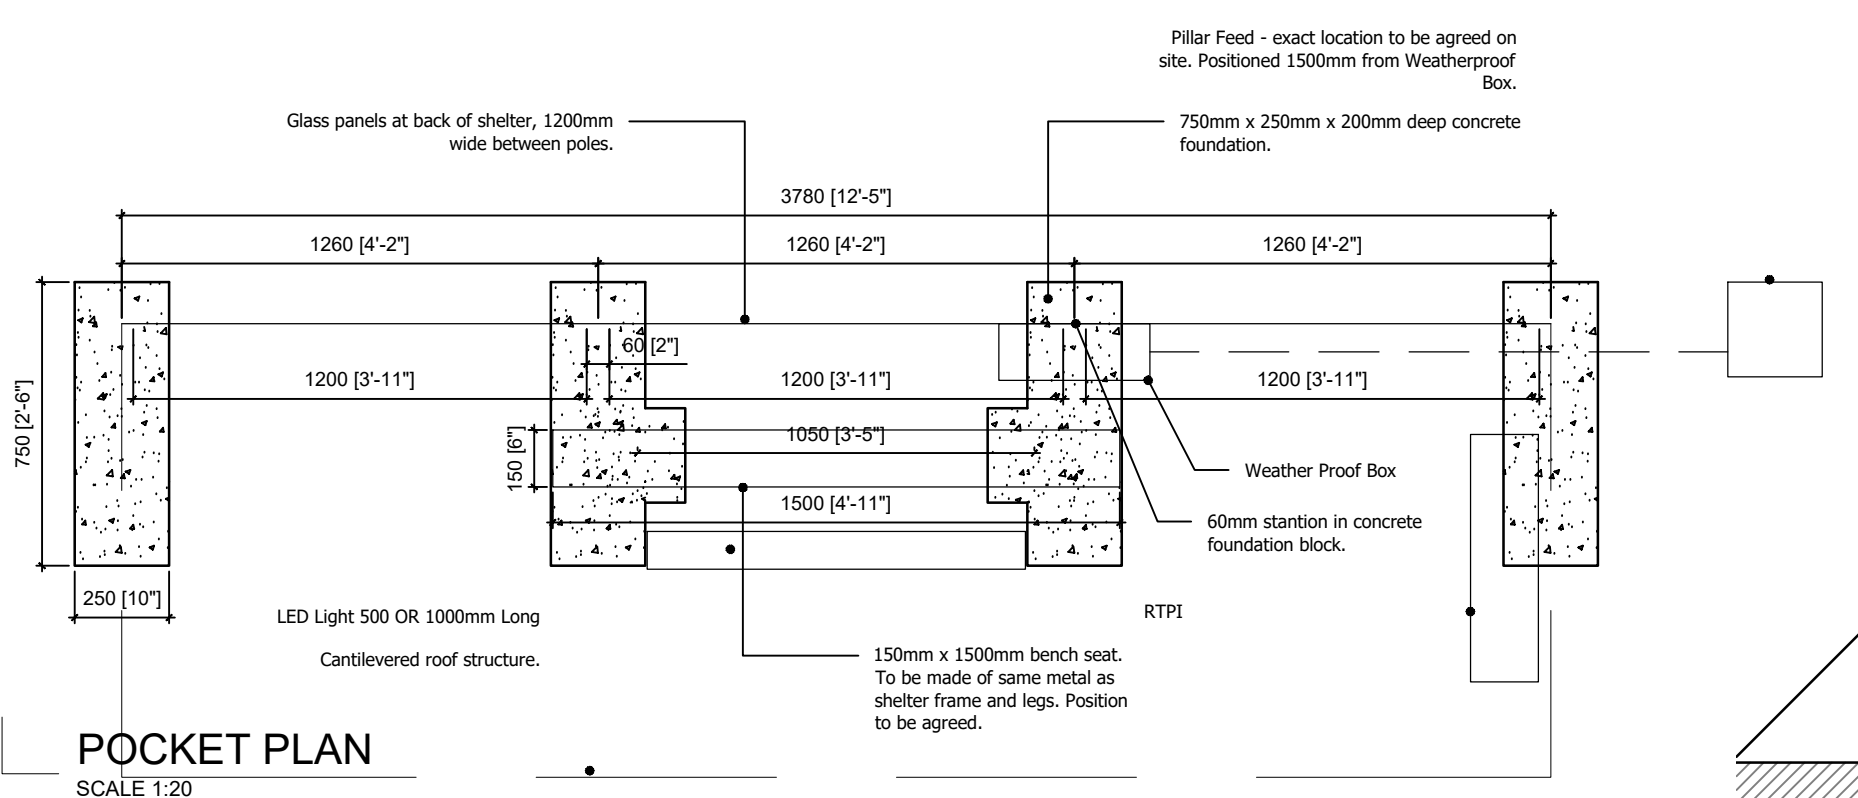 Pillar Feed - exact location to be agreed on
site. Positioned 1500mm from Weatherproof
Box.
Glass panels at back of shelter, 1200mm
wide between poles.
750mm x 250mm x 200mm deep concrete
foundation.
3780 [12'-5"]
1260 [4'-2"]
1260 [4'-2"]
1260 [4'-2"]
60 [2"]
1200 [3'-11"]
1200 [3'-11"]
1200 [3'-11"]
750 [2'-6"]
150 [6"]
1050 [3'-5"]
1500 [4'-11"]
Weather Proof Box
60mm stantion in concrete
foundation block.
250 [10"]
LED Light 500 OR 1000mm Long
Cantilevered roof structure.
RTPI
150mm x 1500mm bench seat.
To be made of same metal as
shelter frame and legs. Position
to be agreed.
POCKET PLAN
SCALE 1:20